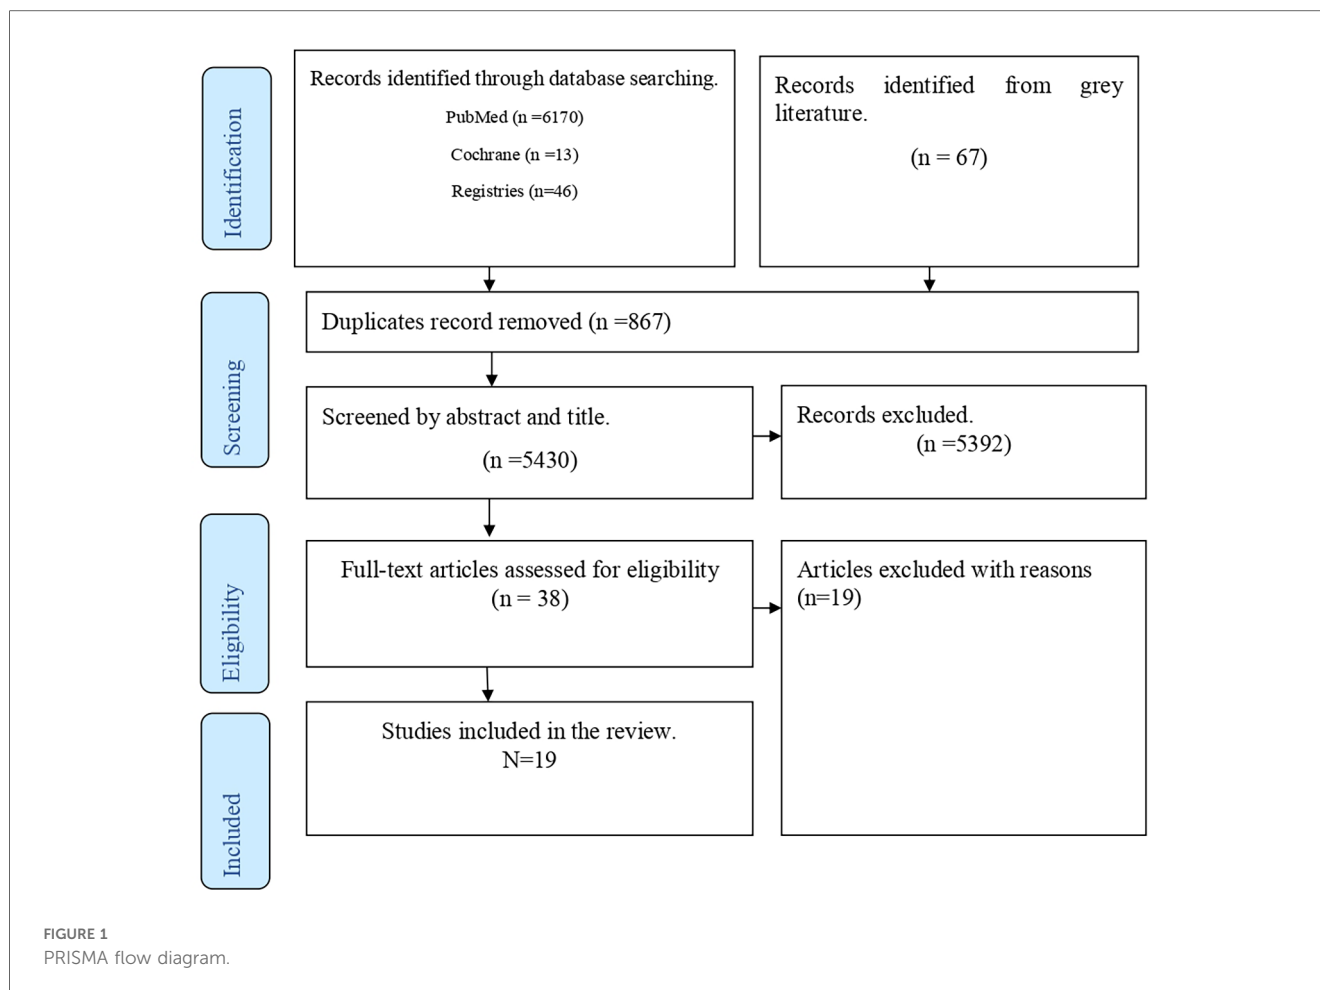 Identification
Records identified through database searching.
PubMed (n =6170)
Cochrane (n =13)
Registries (n=46)
Records identified from grey
literature.
(n = 67)
Screening
Duplicates record removed (n =867)
Screened by abstract and title.
(n =5430)
Records excluded.
(n =5392)
Eligibility
Full-text articles assessed for eligibility
(n = 38)
Articles excluded with reasons
(n=19)
Included
Studies included in the review.
N=19
FIGURE 1
PRISMA flow diagram.